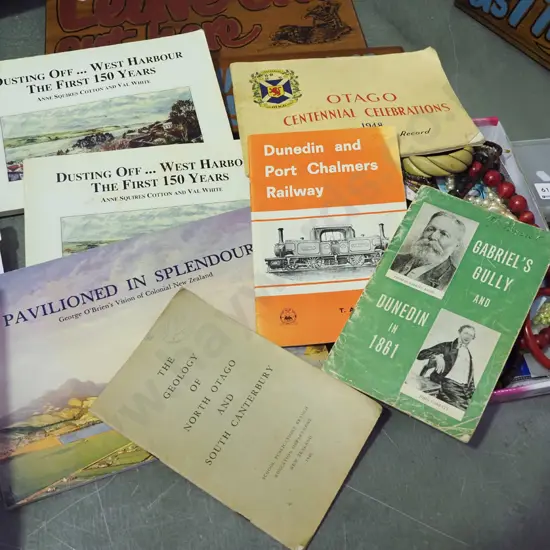 DUSTING OFF ... WEST HARBOUR
THE FIRST 150 YEARS
ANNE SQUIRES COTTON AND VAL WHITE
DUSTING OFF ... WEST HARBO
THE FIRST 150 YEARS
ANNE SQUIRES COTTON AND VAL WHITE
OTAGO
CENTENNIAL CELEBRATIONS
1948
Record
Dunedin and
Port Chalmers
Railway
T.
GABRIEL'S
GULLY
AND
DUNEDIN
IN
1861
PAVILIONED IN SPLENDOUR
George O'Brien's Vision of Colonial New Zealand
THE
GEOLOGY
OF
NORTH OTAGO
AND
SOUTH CANTERBURY
NEW ZEALAND